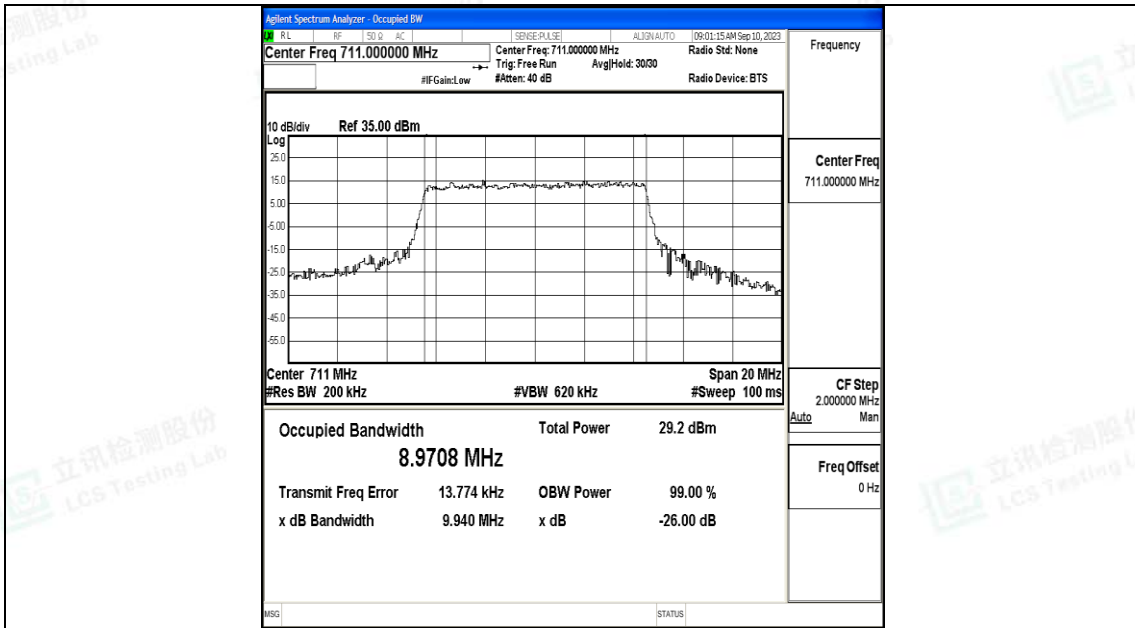 Agilent Spectrum Analyzer - Occupied BW
RL RF 50 Ω AC SENSE:PULSE ALIGN AUTO 09:01:15 AM Sep 10, 2023
Center Freq 711.000000 MHz
Center Freq: 711.000000 MHz Radio Std: None
Trig: Free Run Avg|Hold: 30/30
#IFGain:Low #Atten: 40 dB Radio Device: BTS
10 dB/div Ref 35.00 dBm
Log
25.0
15.0
5.00
-5.00
-15.0
-25.0
-35.0
-45.0
-55.0
Center 711 MHz Span 20 MHz
#Res BW 200 kHz #VBW 620 kHz #Sweep 100 ms
Occupied Bandwidth Total Power 29.2 dBm
8.9708 MHz
Transmit Freq Error 13.774 kHz OBW Power 99.00 %
x dB Bandwidth 9.940 MHz x dB -26.00 dB
MSG STATUS
Frequency
Center Freq
711.000000 MHz
CF Step
2.000000 MHz
Auto Man
Freq Offset
0 Hz
立讯检测股份
LCS Testing Lab
立讯检测股份
LCS Testing L